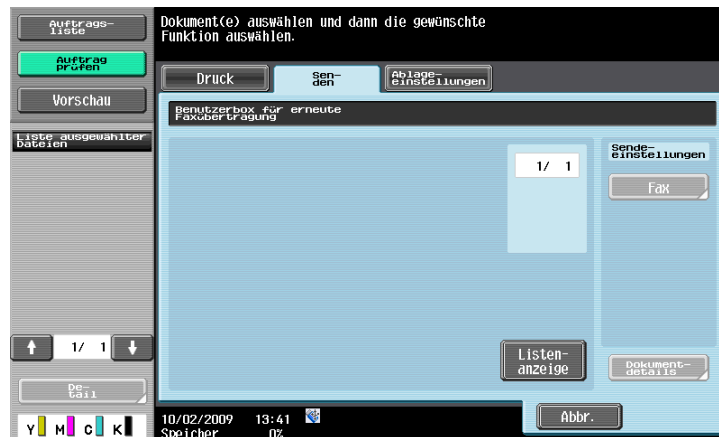 Auftrags-
liste
Auftrag
prüfen
Vorschau
Liste ausgewählter
Dateien
1/ 1
De-
tail
Y M C K
Dokument(e) auswählen und dann die gewünschte
Funktion auswählen.
Druck
Sen-
den
Ablage-
einstellungen
Benutzerbox für erneute
Faxübertragung
1/ 1
Sende-
einstellungen
Fax
Listen-
anzeige
Dokument-
details
10/02/2009 13:41
Speicher 0%
Abbr.